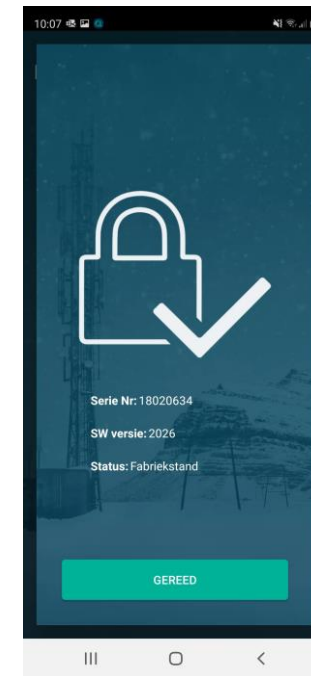 10:07
Serie Nr: 18020634
SW versie: 2026
Status: Fabriekstand
GEREED